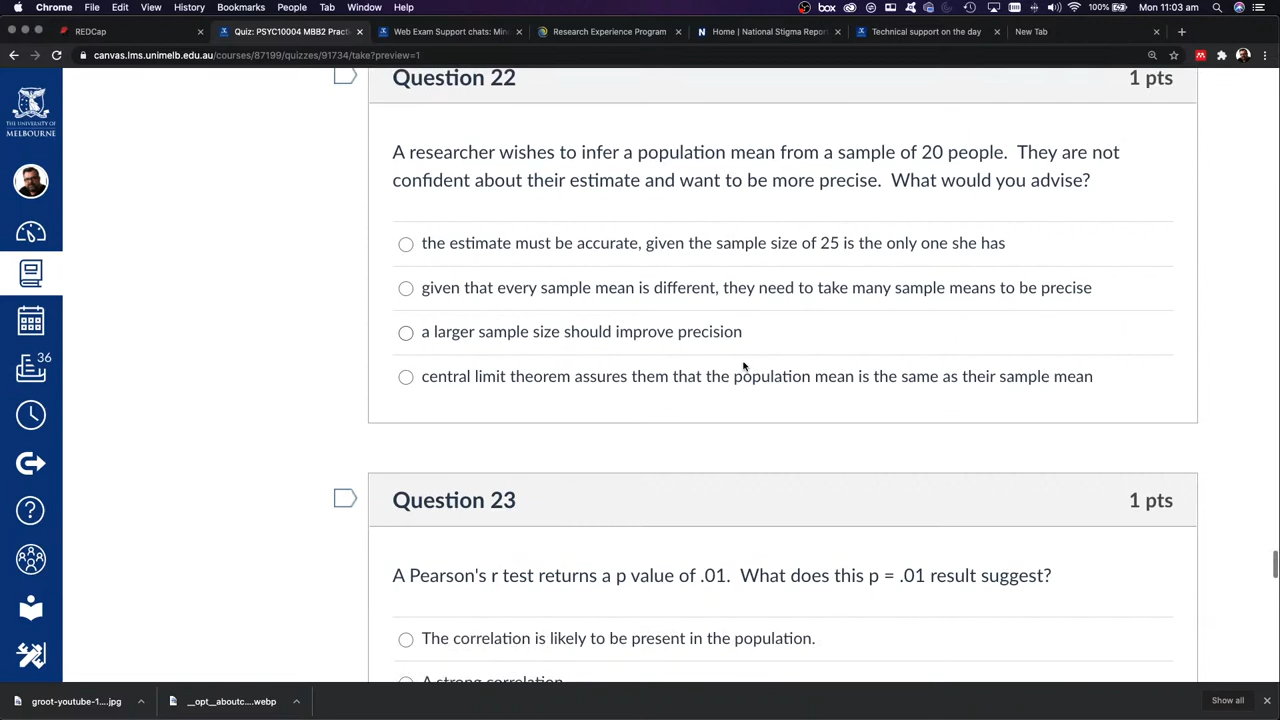 Chrome File Edit View History Bookmarks People Tab Window Help
box 100% Mon 11:03 am
REDCap
Quiz: PSYC10004 MBB2 Pract
Web Exam Support chats: Min
Research Experience Program
Home | National Stigma Report
Technical support on the day
New Tab
canvas.lms.unimelb.edu.au/courses/87199/quizzes/91734/take?preview=1
THE UNIVERSITY OF
MELBOURNE
36
Question 22 1 pts
A researcher wishes to infer a population mean from a sample of 20 people. They are not
confident about their estimate and want to be more precise. What would you advise?
the estimate must be accurate, given the sample size of 25 is the only one she has
given that every sample mean is different, they need to take many sample means to be precise
a larger sample size should improve precision
central limit theorem assures them that the population mean is the same as their sample mean
Question 23 1 pts
A Pearson's r test returns a p value of .01. What does this p = .01 result suggest?
The correlation is likely to be present in the population.
A strong correlation
groot-youtube-1....jpg
__opt__aboutc....webp
Show all